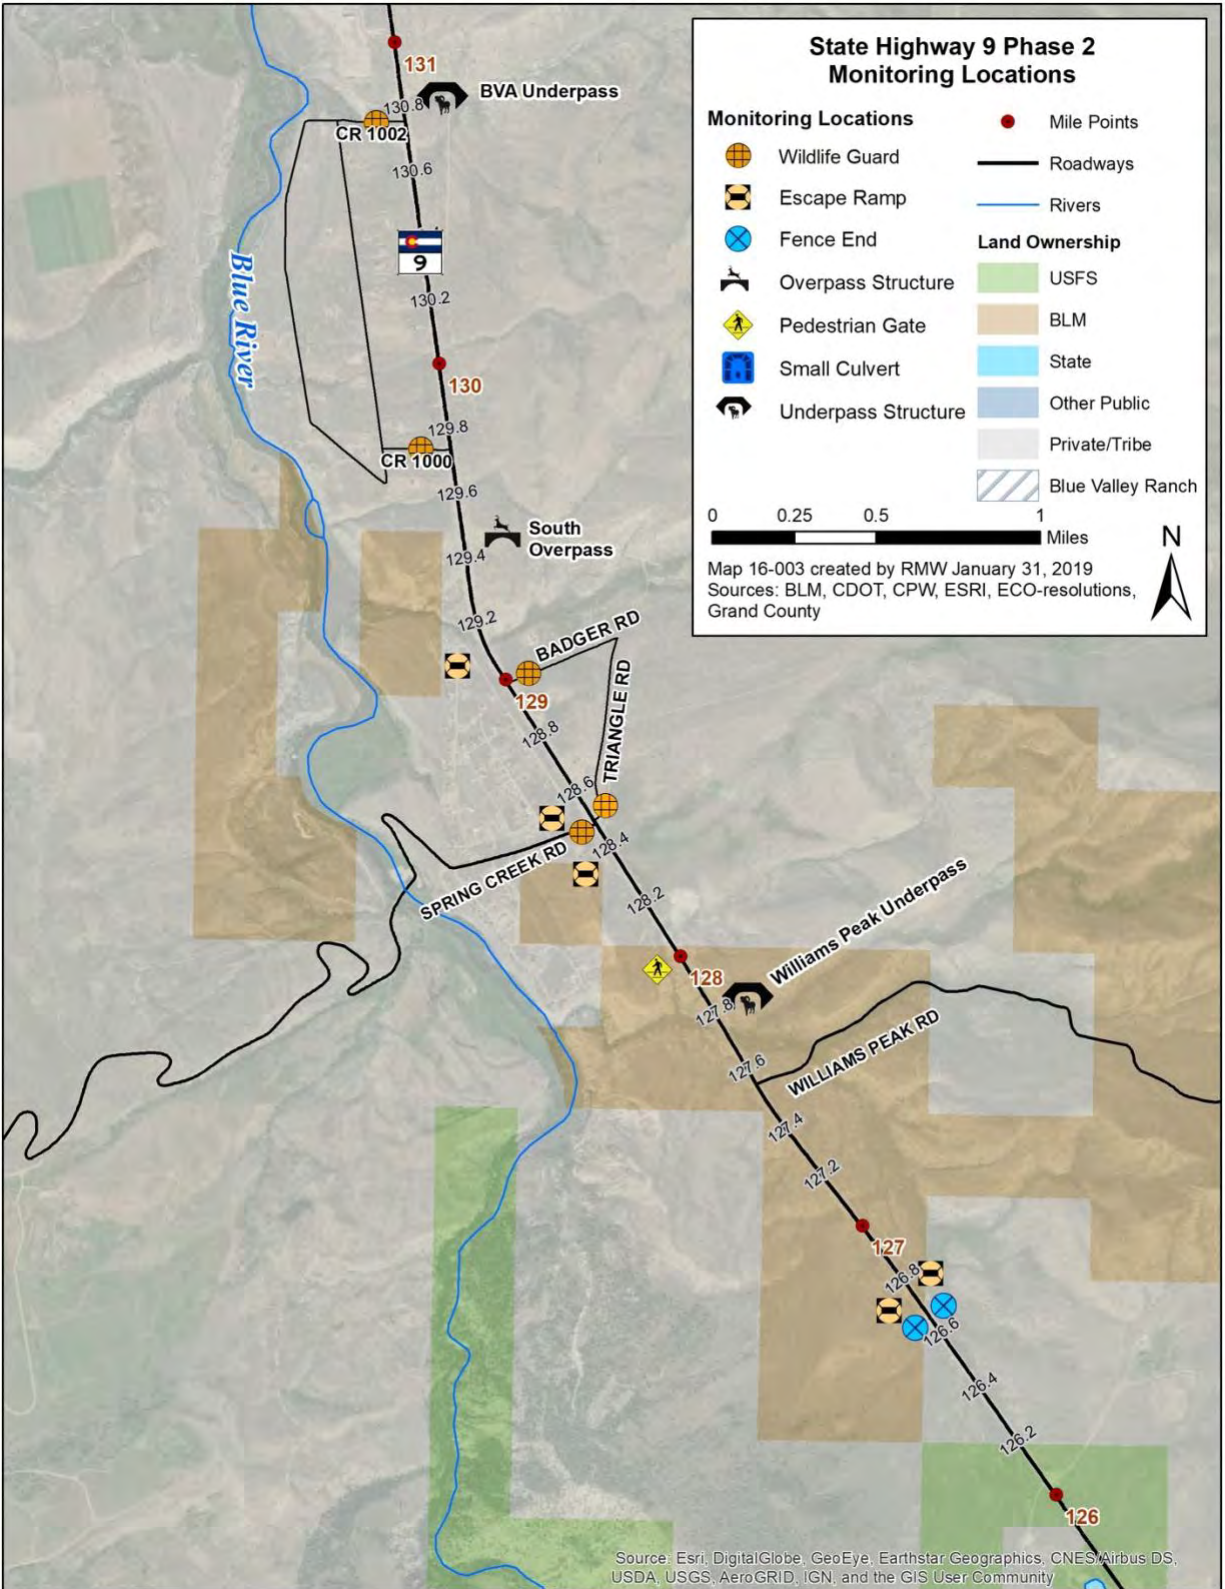 State Highway 9 Phase 2
Monitoring Locations
Monitoring Locations
Wildlife Guard
Escape Ramp
Fence End
Overpass Structure
Pedestrian Gate
Small Culvert
Underpass Structure
Mile Points
Roadways
Rivers
Land Ownership
USFS
BLM
State
Other Public
Private/Tribe
Blue Valley Ranch
0 0.25 0.5 1
Miles
N
Map 16-003 created by RMW January 31, 2019
Sources: BLM, CDOT, CPW, ESRI, ECO-resolutions,
Grand County
131
BVA Underpass
130.8
CR 1002
130.6
9
Blue River
130.2
130
129.8
CR 1000
129.6
South
Overpass
129.4
129.2
BADGER RD
129
TRIANGLE RD
128.8
128.6
128.4
SPRING CREEK RD
128.2
Williams Peak Underpass
128
127.8
WILLIAMS PEAK RD
127.6
127.4
127.2
127
126.8
126.6
126.4
126.2
126
Source: Esri, DigitalGlobe, GeoEye, Earthstar Geographics, CNES/Airbus DS,
USDA, USGS, AeroGRID, IGN, and the GIS User Community